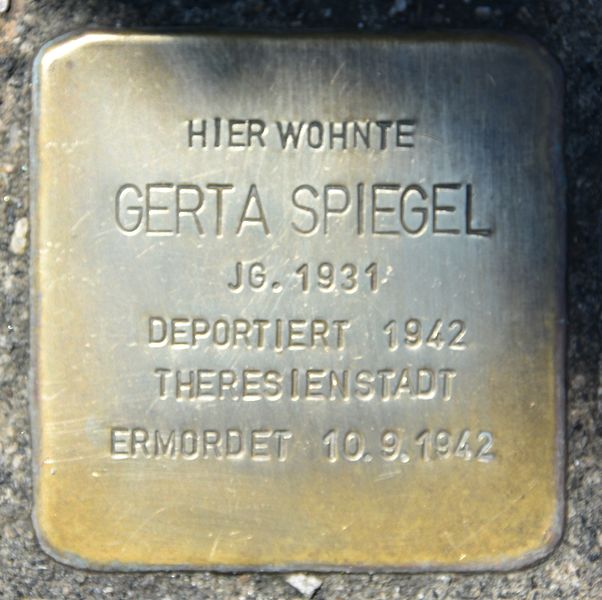 HIER WOHNTE
GERTA SPIEGEL
JG. 1931
DEPORTIERT 1942
THERESIENSTADT
ERMORDET 10.9.1942